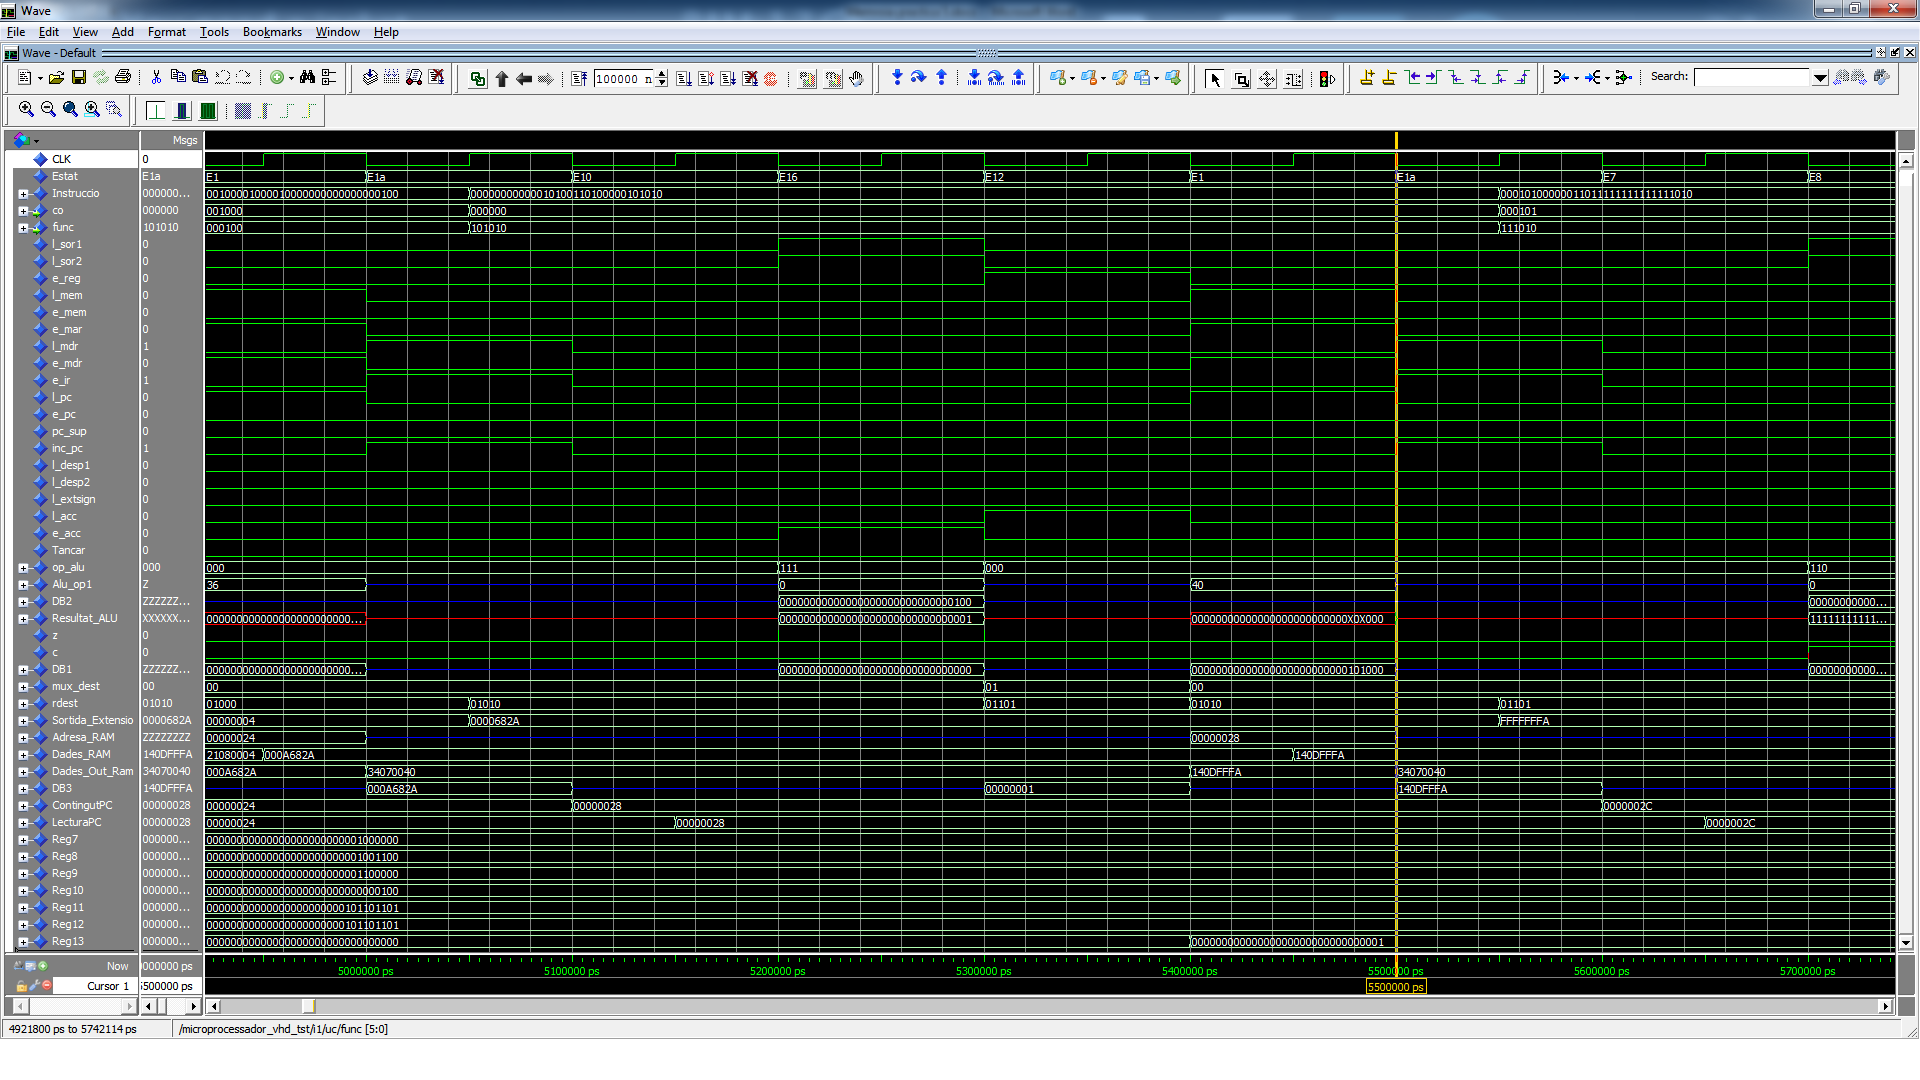 Wave
File Edit View Add Format Tools Bookmarks Window Help
Wave - Default
100000 n
Search:
Msgs
CLK 0
Estat E1a E1 E1a E10 E16 E12 E1 E1a E7 E8
Instruccio 000000... 00100001000010000000000000000100 00000000000010100110100000101010 00010100000011011111111111111010
co 000000 001000 000000 000101
func 101010 000100 101010 111010
l_sor1 0
l_sor2 0
e_reg 0
l_mem 0
e_mem 0
e_mar 0
l_mdr 1
e_mdr 0
e_ir 1
l_pc 0
e_pc 0
pc_sup 0
inc_pc 1
l_desp1 0
l_desp2 0
l_extsign 0
l_acc 0
e_acc 0
Tancar 0
op_alu 000 000 111 000 110
Alu_op1 Z 36 0 40 0
DB2 ZZZZZZ... 00000000000000000000000000000100 00000000000...
Resultat_ALU XXXXXX... 000000000000000000000000... 00000000000000000000000000000001 00000000000000000000000000X0X000 11111111111...
z 0
c 0
DB1 ZZZZZZ... 000000000000000000000000... 00000000000000000000000000000000 00000000000000000000000000101000 00000000000...
mux_dest 00 00 01 00
rdest 01010 01000 01010 01101 01010 01101
Sortida_Extensio 0000682A 00000004 0000682A FFFFFFFA
Adresa_RAM ZZZZZZZZ 00000024 00000028
Dades_RAM 140DFFFA 21080004 000A682A 140DFFFA
Dades_Out_Ram 34070040 000A682A 34070040 140DFFFA 34070040
DB3 140DFFFA 000A682A 00000001 140DFFFA
ContingutPC 00000028 00000024 00000028 0000002C
LecturaPC 00000028 00000024 00000028 0000002C
Reg7 000000... 00000000000000000000000001000000
Reg8 000000... 00000000000000000000000001001100
Reg9 000000... 00000000000000000000000001100000
Reg10 000000... 00000000000000000000000000000100
Reg11 000000... 00000000000000000000000101101101
Reg12 000000... 00000000000000000000000101101101
Reg13 000000... 00000000000000000000000000000000 00000000000000000000000000000001
Now 0000000 ps 5000000 ps 5100000 ps 5200000 ps 5300000 ps 5400000 ps 5500000 ps 5600000 ps 5700000 ps
Cursor 1 5500000 ps 5500000 ps
4921800 ps to 5742114 ps /microprocessador_vhd_tst/i1/uc/func [5:0]